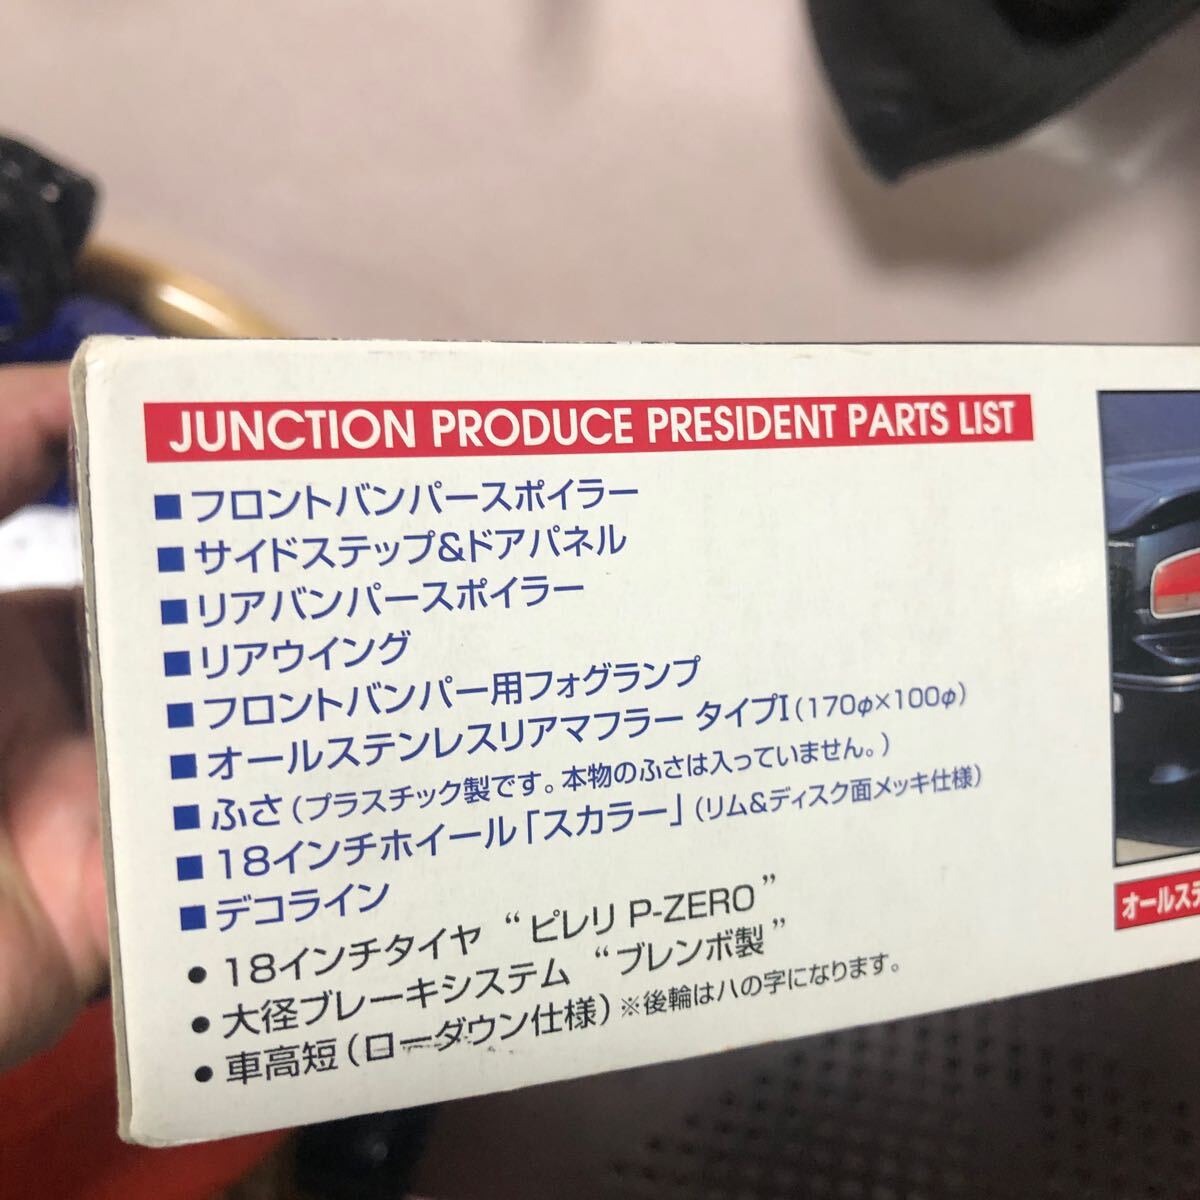 JUNCTION PRODUCE PRESIDENT PARTS LIST
■フロントバンパースポイラー
■サイドステップ&ドアパネル
■リアバンパースポイラー
■リアウイング
■フロントバンパー用フォグランプ
■オールステンレスリアマフラー タイプI(170φ×100φ)
■ふさ(プラスチック製です。本物のふさは入っていません。)
■18インチホイール「スカラー」(リム&ディスク面メッキ仕様)
■デコライン
●18インチタイヤ “ピレリ P-ZERO”
●大径ブレーキシステム “ブレンボ製”
●車高短(ローダウン仕様)※後輪はハの字になります。
オールステ